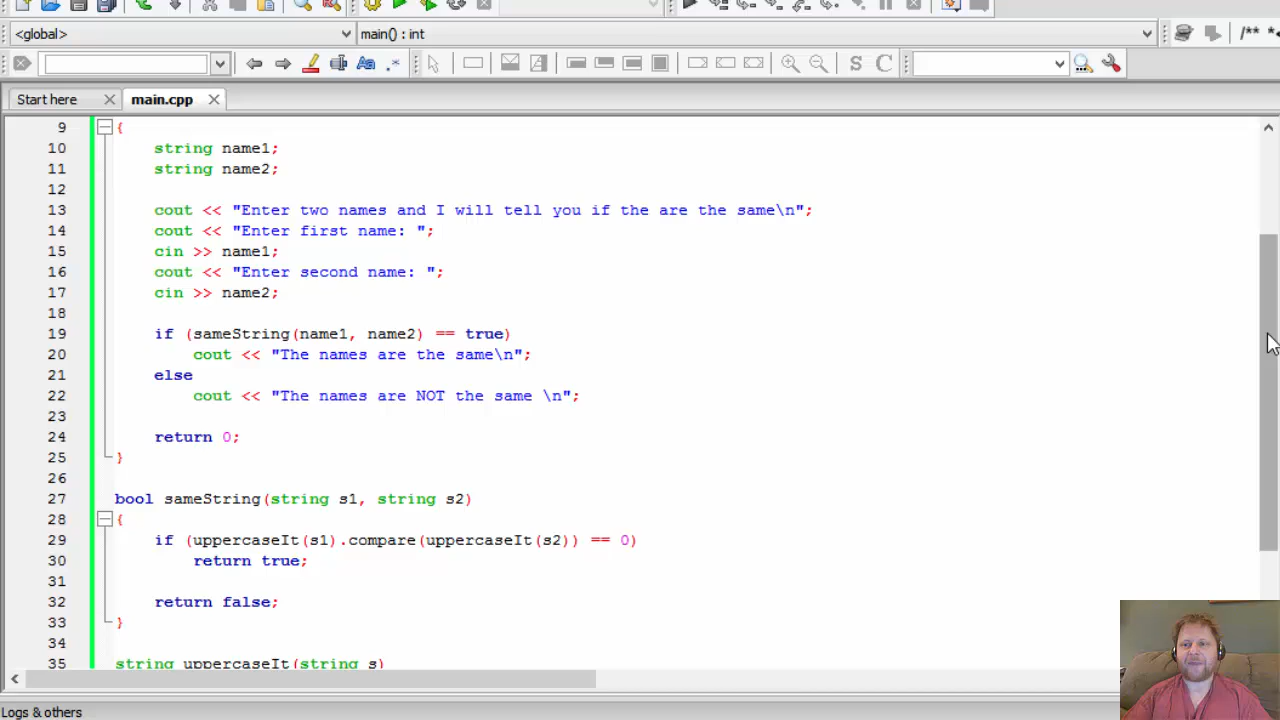 <global> main() : int /** *<
S C
Start here main.cpp
9 {
10 string name1;
11 string name2;
12
13 cout << "Enter two names and I will tell you if the are the same\n";
14 cout << "Enter first name: ";
15 cin >> name1;
16 cout << "Enter second name: ";
17 cin >> name2;
18
19 if (sameString(name1, name2) == true)
20 cout << "The names are the same\n";
21 else
22 cout << "The names are NOT the same \n";
23
24 return 0;
25 }
26
27 bool sameString(string s1, string s2)
28 {
29 if (uppercaseIt(s1).compare(uppercaseIt(s2)) == 0)
30 return true;
31
32 return false;
33 }
34
35 string uppercaseIt(string s)
Logs & others